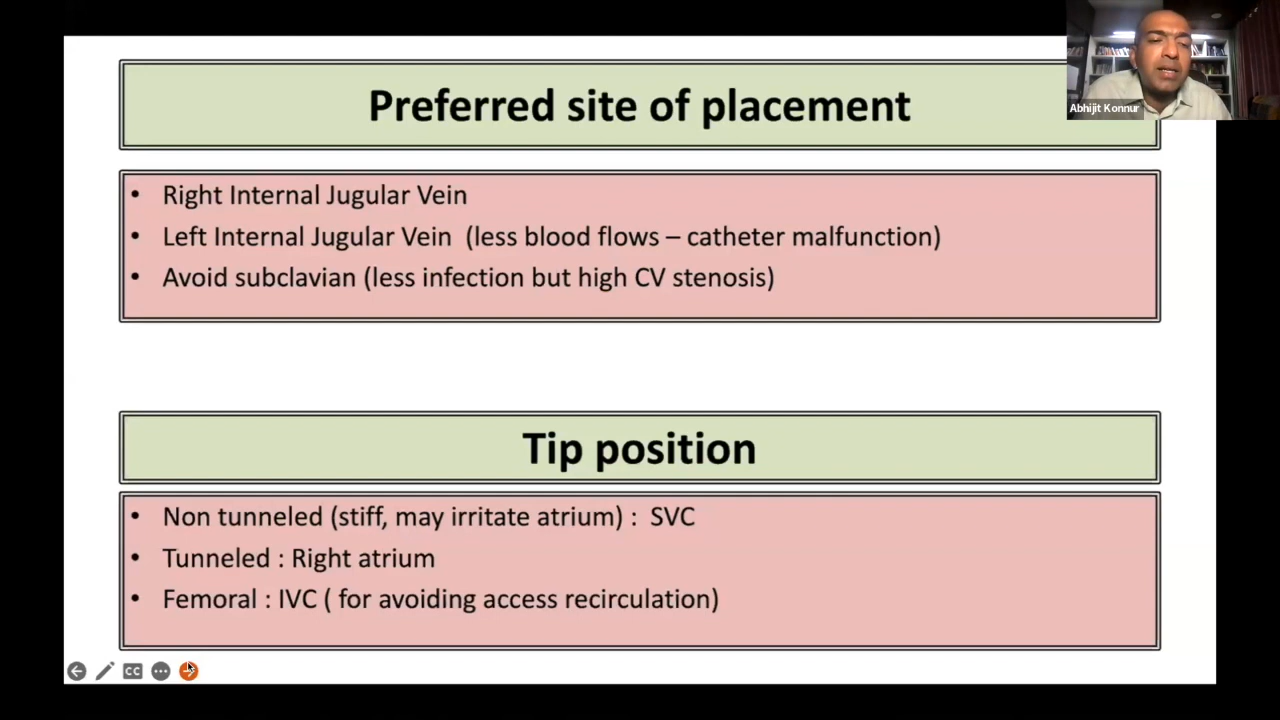 Preferred site of placement
Abhijit Konnur
• Right Internal Jugular Vein
• Left Internal Jugular Vein (less blood flows – catheter malfunction)
• Avoid subclavian (less infection but high CV stenosis)
Tip position
• Non tunneled (stiff, may irritate atrium) : SVC
• Tunneled : Right atrium
• Femoral : IVC ( for avoiding access recirculation)
CC